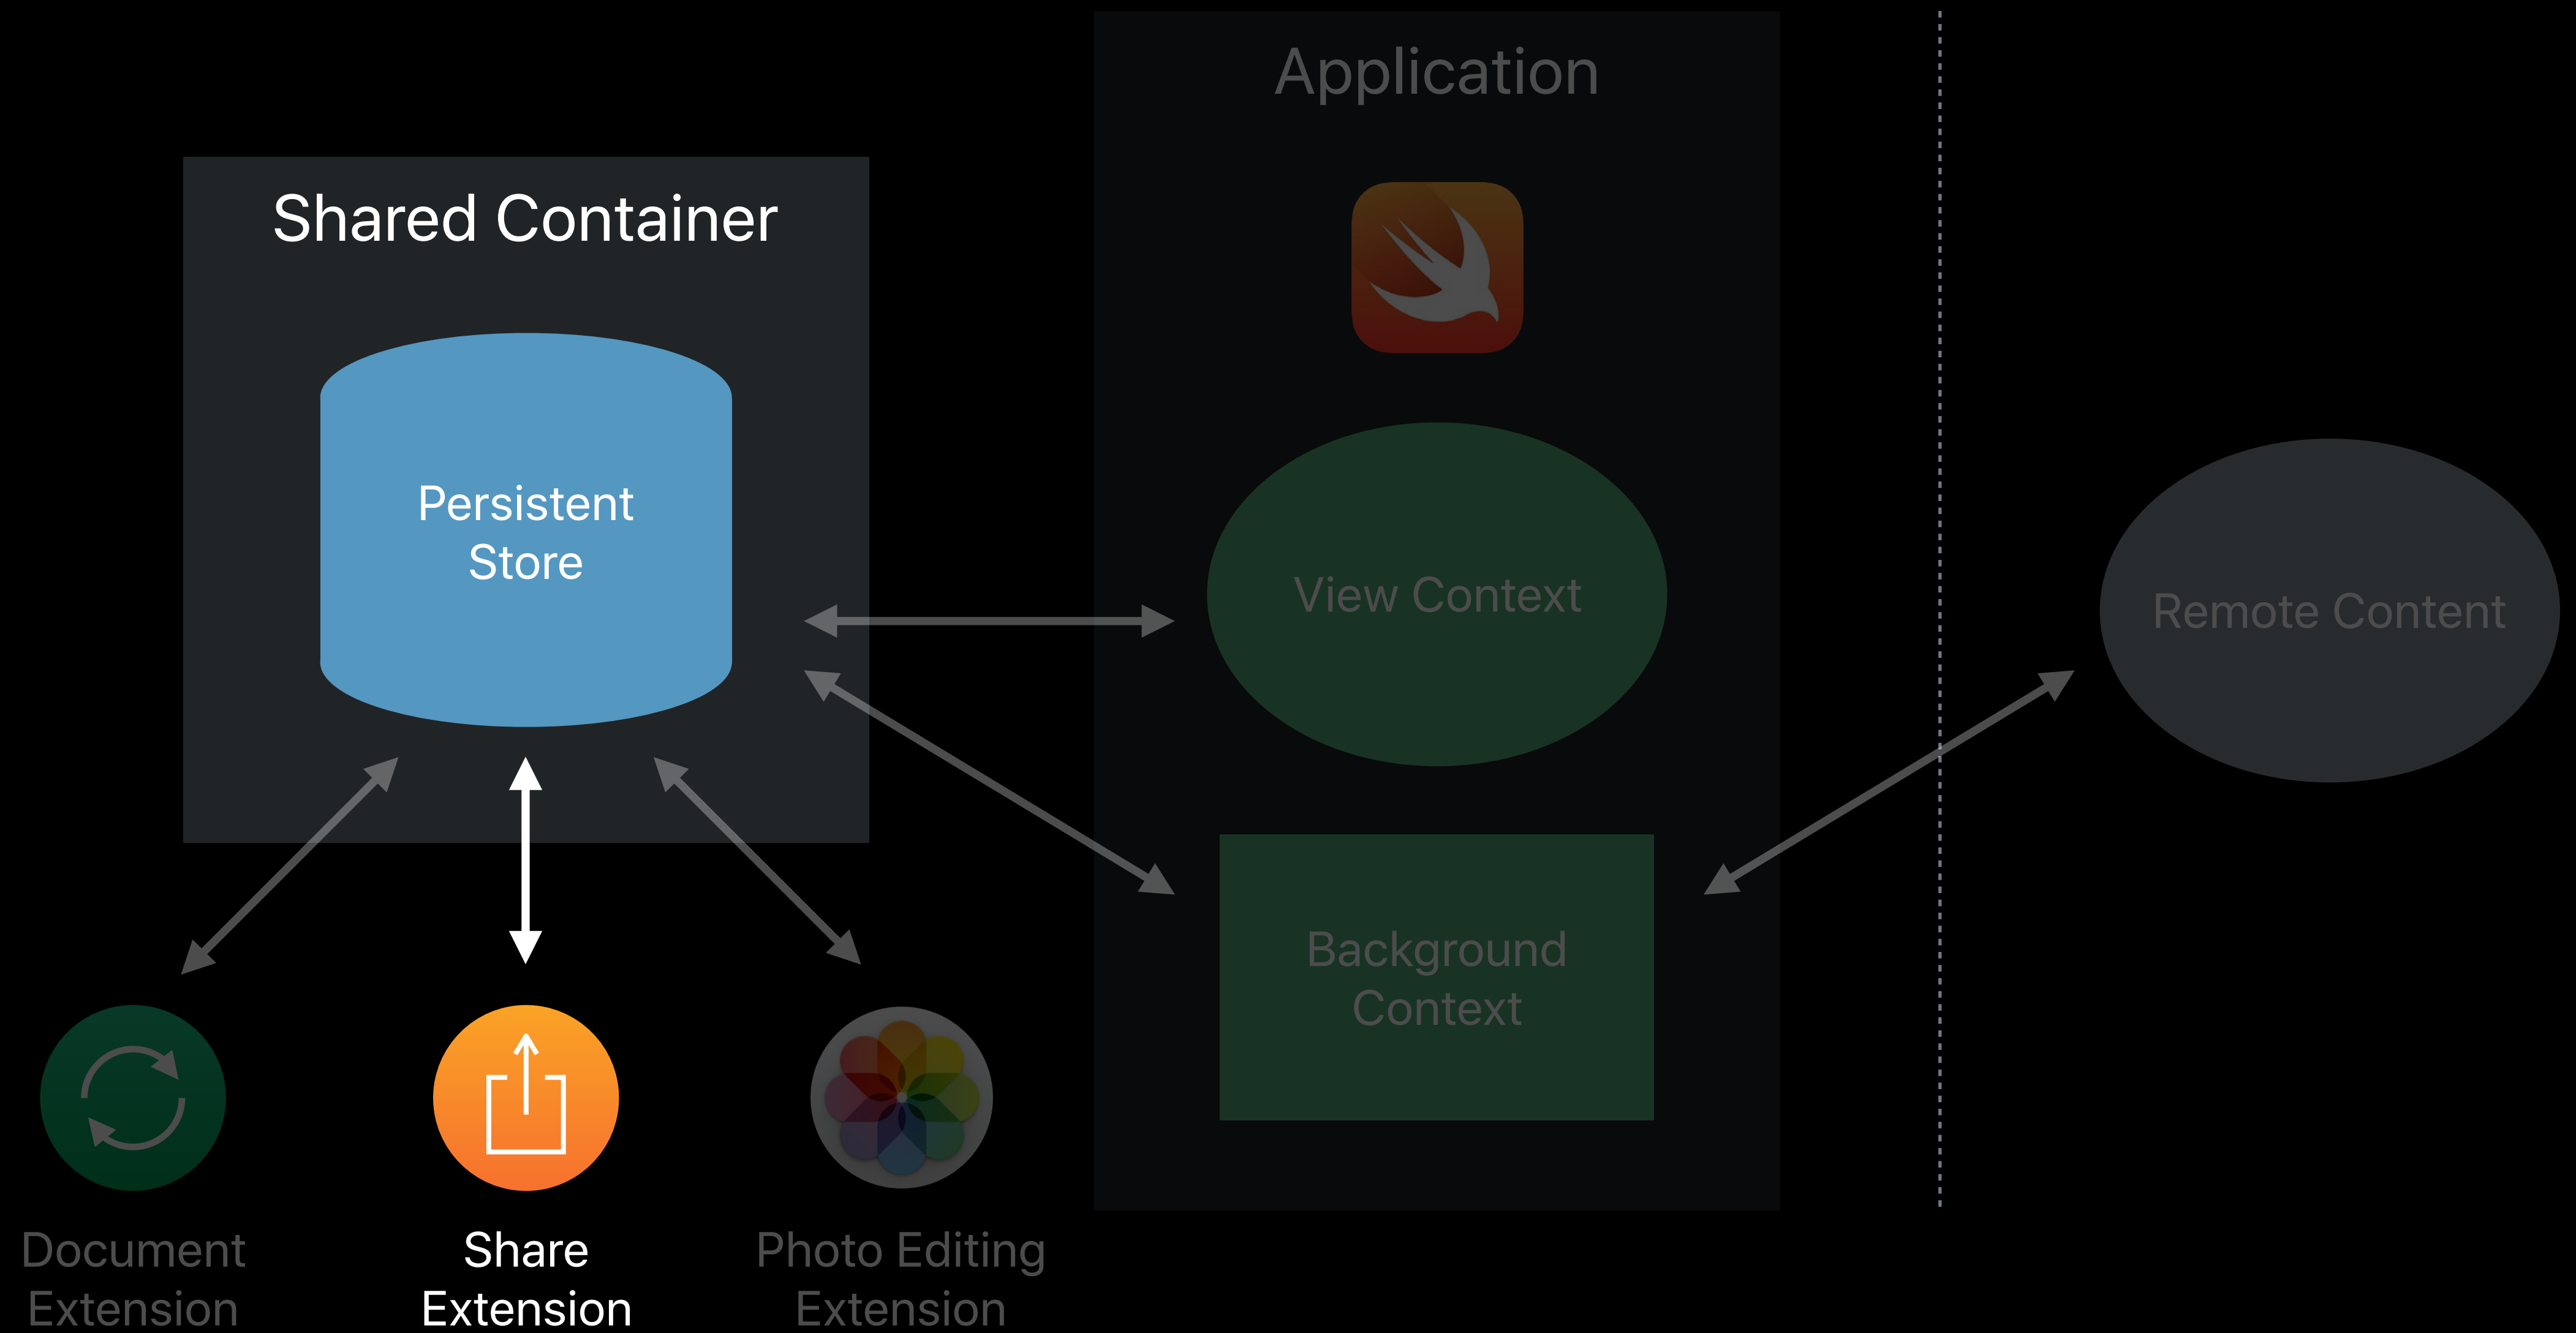 Application
Shared Container
Persistent
Store
View Context
Remote Content
Background
Context
Document
Extension
Share
Extension
Photo Editing
Extension